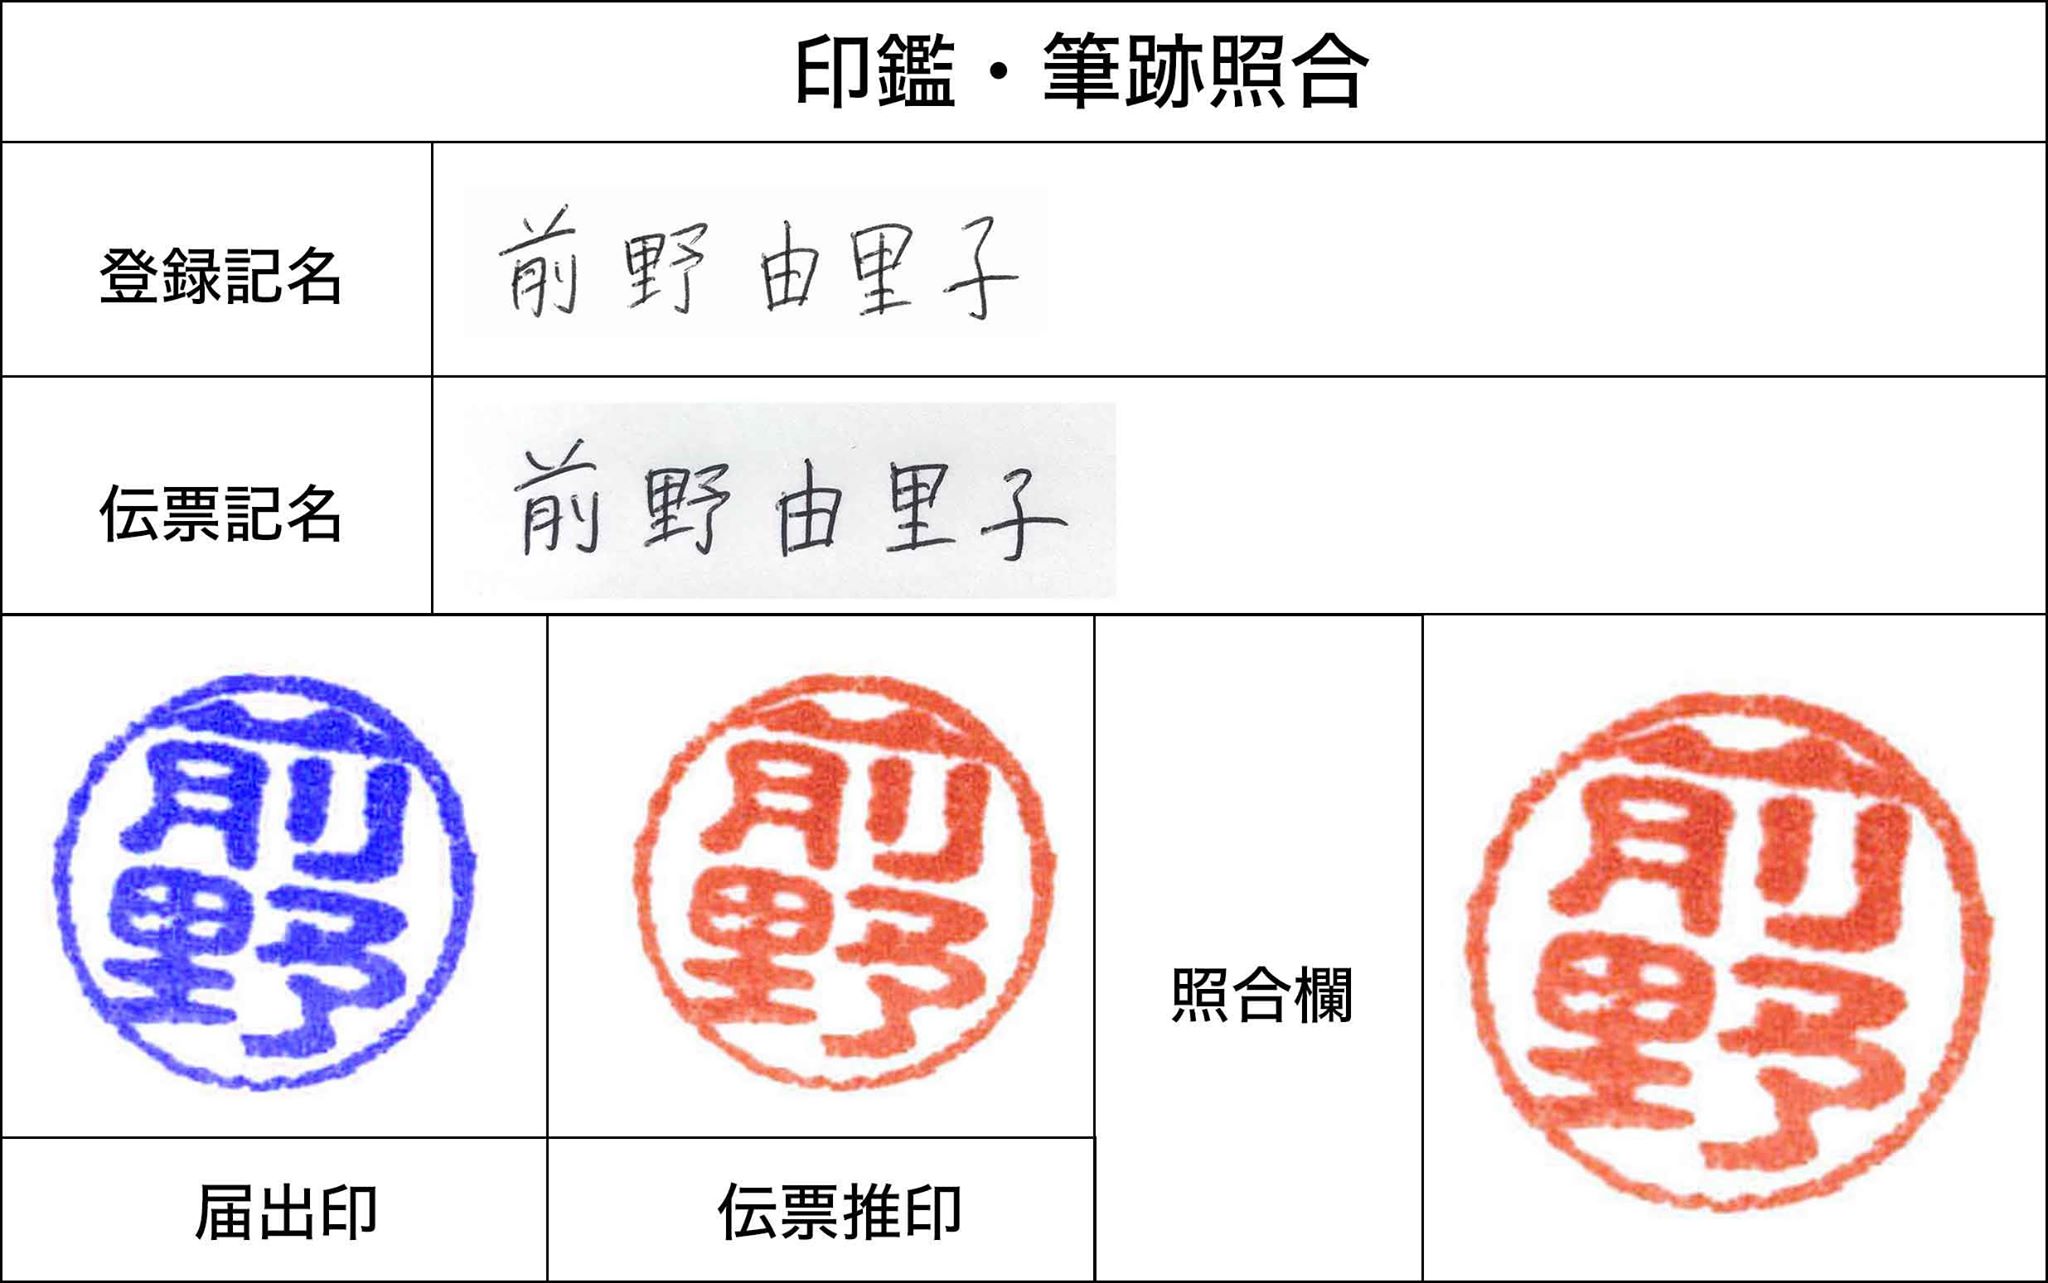 印鑑・筆跡照合
登録記名
前野由里子
伝票記名
前野由里子
前野
前野
照合欄
前野
届出印
伝票推印